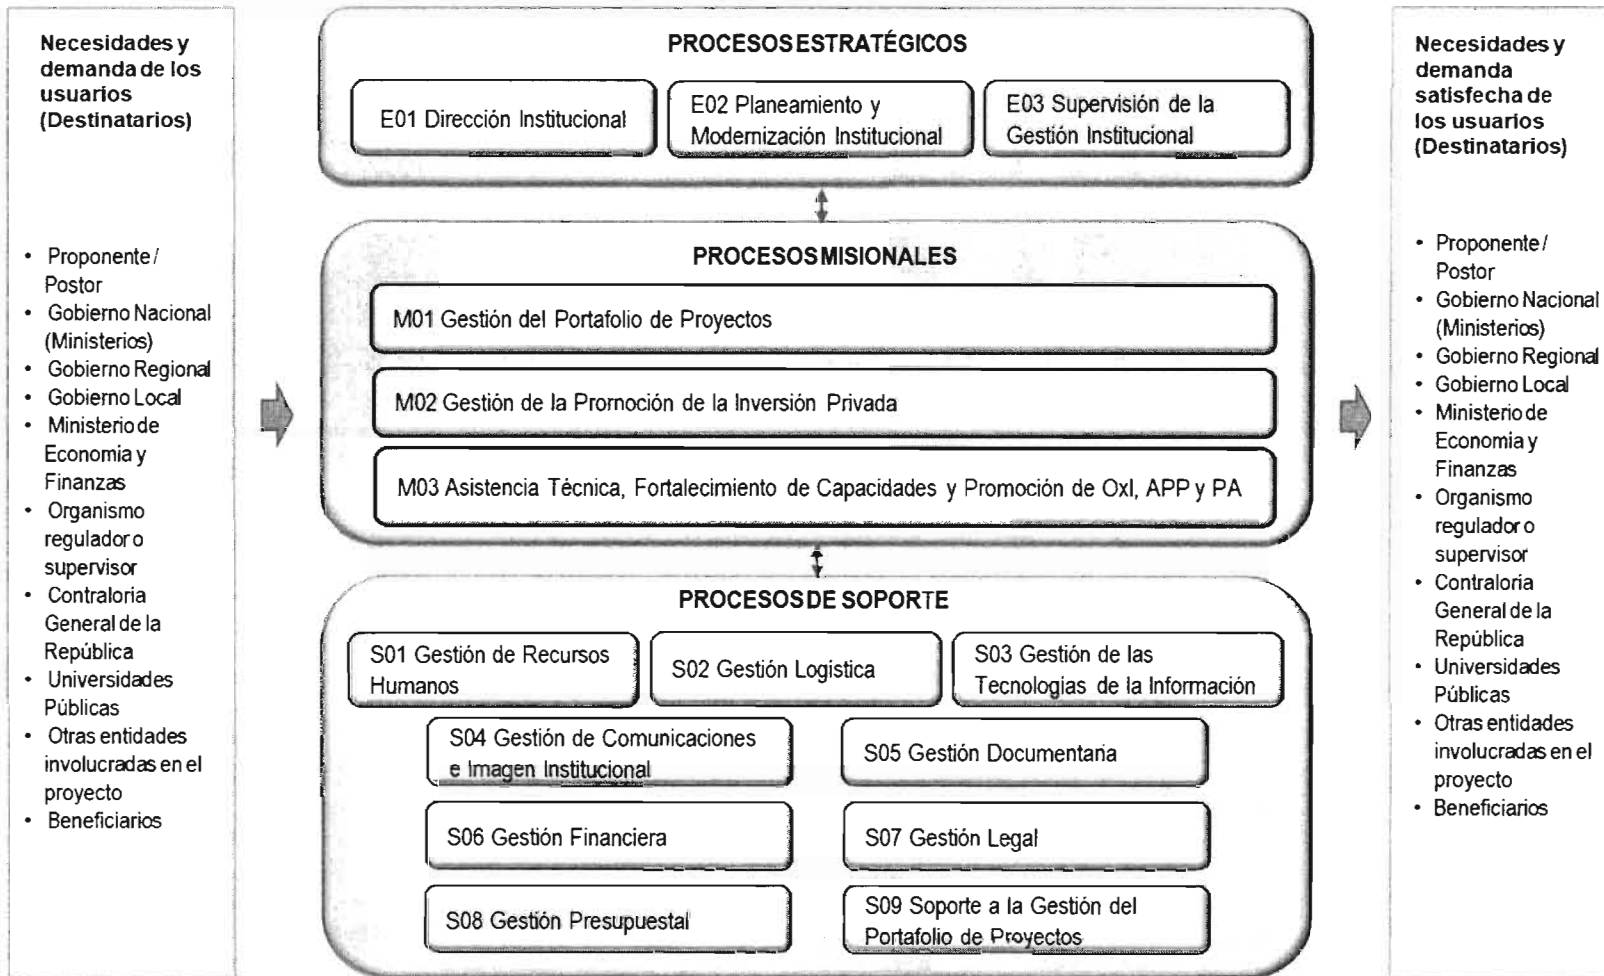 Necesidades y
demanda de los
usuarios
(Destinatarios)
• Proponente /
Postor
• Gobierno Nacional
(Ministerios)
• Gobierno Regional
• Gobierno Local
• Ministerio de
Economia y
Finanzas
• Organismo
regulador o
supervisor
• Contraloria
General de la
República
• Universidades
Públicas
• Otras entidades
involucradas en el
proyecto
• Beneficiarios
PROCESOS ESTRATÉGICOS
E01 Dirección Institucional
E02 Planeamiento y
Modernización Institucional
E03 Supervisión de la
Gestión Institucional
PROCESOS MISIONALES
M01 Gestión del Portafolio de Proyectos
M02 Gestión de la Promoción de la Inversión Privada
M03 Asistencia Técnica, Fortalecimiento de Capacidades y Promoción de OxI, APP y PA
PROCESOS DE SOPORTE
S01 Gestión de Recursos
Humanos
S02 Gestión Logística
S03 Gestión de las
Tecnologias de la Información
S04 Gestión de Comunicaciones
e Imagen Institucional
S05 Gestión Documentaria
S06 Gestión Financiera
S07 Gestión Legal
S08 Gestión Presupuestal
S09 Soporte a la Gestión del
Portafolio de Proyectos
Necesidades y
demanda
satisfecha de
los usuarios
(Destinatarios)
• Proponente /
Postor
• Gobierno Nacional
(Ministerios)
• Gobierno Regional
• Gobierno Local
• Ministerio de
Economia y
Finanzas
• Organismo
regulador o
supervisor
• Contraloria
General de la
República
• Universidades
Públicas
• Otras entidades
involucradas en el
proyecto
• Beneficiarios